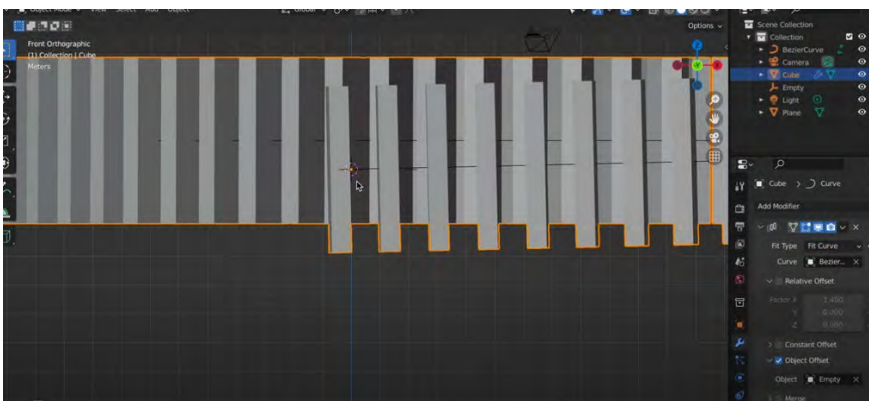 Object Mode View Select Add Object Global
Options
Front Orthographic
(1) Collection | Cube
Meters
Z
Y
X
Scene Collection
Collection
BezierCurve
Camera
Cube
Empty
Light
Plane
Cube > Curve
Add Modifier
Fit Type Fit Curve
Curve Bezier...
Relative Offset
Factor X 1.400
Y 0.000
Z 0.000
Constant Offset
Object Offset
Object Empty
Merge